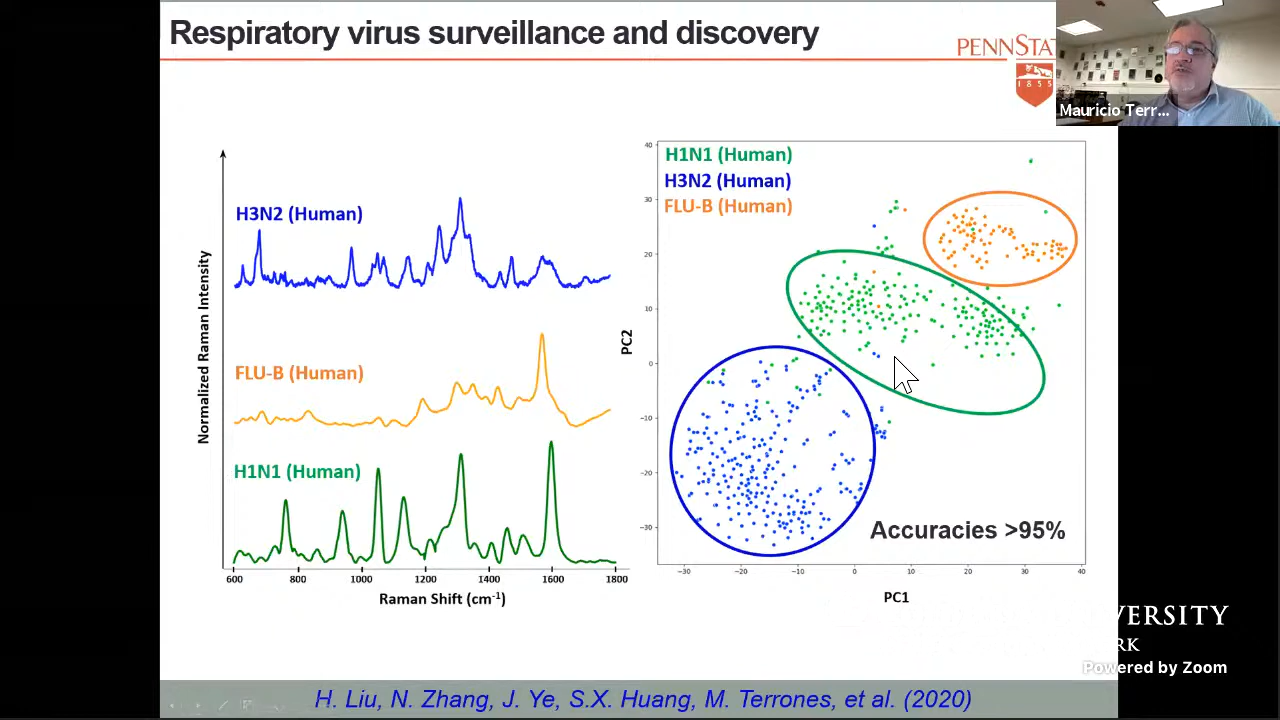 Respiratory virus surveillance and discovery
PENNSTA
1855
Mauricio Terr...
H3N2 (Human)
FLU-B (Human)
H1N1 (Human)
Normalized Raman Intensity
600 800 1000 1200 1400 1600 1800
Raman Shift (cm-1)
H1N1 (Human)
H3N2 (Human)
FLU-B (Human)
40
30
20
10
0
−10
−20
−30
PC2
Accuracies >95%
−30 −20 −10 0 10 20 30 40
PC1
VERSITY
RK
Powered by Zoom
H. Liu, N. Zhang, J. Ye, S.X. Huang, M. Terrones, et al. (2020)